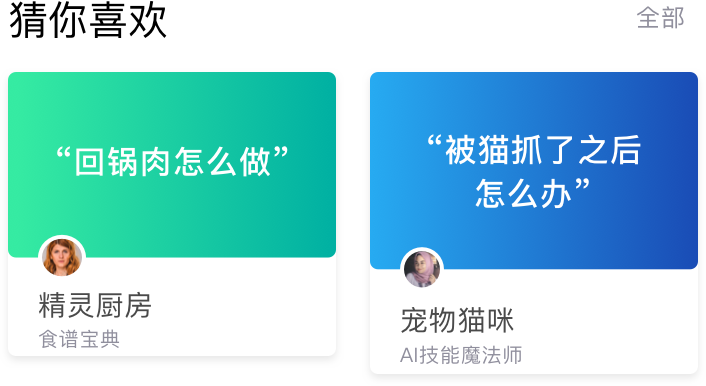 猜你喜欢
全部
“回锅肉怎么做”
精灵厨房
食谱宝典
“被猫抓了之后
怎么办”
宠物猫咪
AI技能魔法师